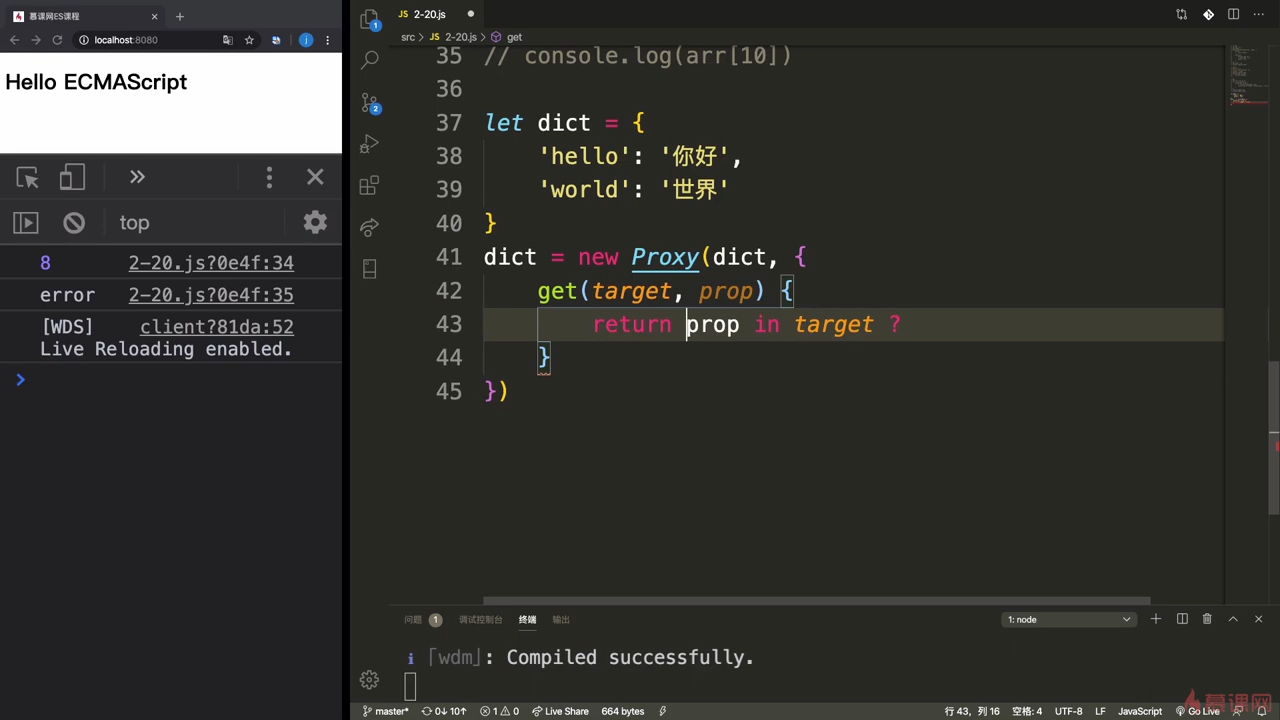 慕课网ES课程
localhost:8080
Hello ECMAScript
top
8 2-20.js?0e4f:34
error 2-20.js?0e4f:35
[WDS] client?81da:52
Live Reloading enabled.
JS 2-20.js
src > JS 2-20.js > get
35 // console.log(arr[10])
36
37 let dict = {
38 'hello': '你好',
39 'world': '世界'
40 }
41 dict = new Proxy(dict, {
42 get(target, prop) {
43 return prop in target ?
44 }
45 })
问题 1 调试控制台 终端 输出 1: node
i ｢wdm｣: Compiled successfully.
master* 0↓ 10↑ 1 0 Live Share 664 bytes 行 43, 列 16 空格: 4 UTF-8 LF JavaScript Go Live
慕课网